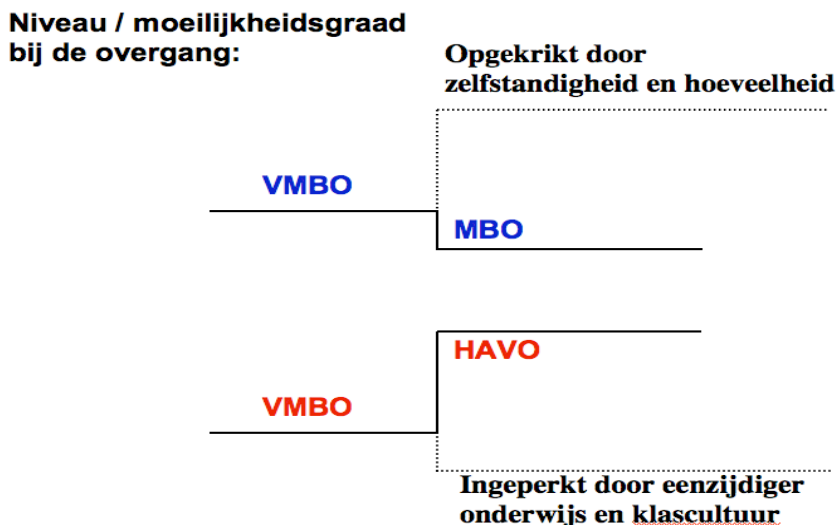 Niveau / moeilijkheidsgraad
bij de overgang:
Opgekrikt door
zelfstandigheid en hoeveelheid
VMBO
MBO
HAVO
VMBO
Ingeperkt door eenzijdiger
onderwijs en klascultuur